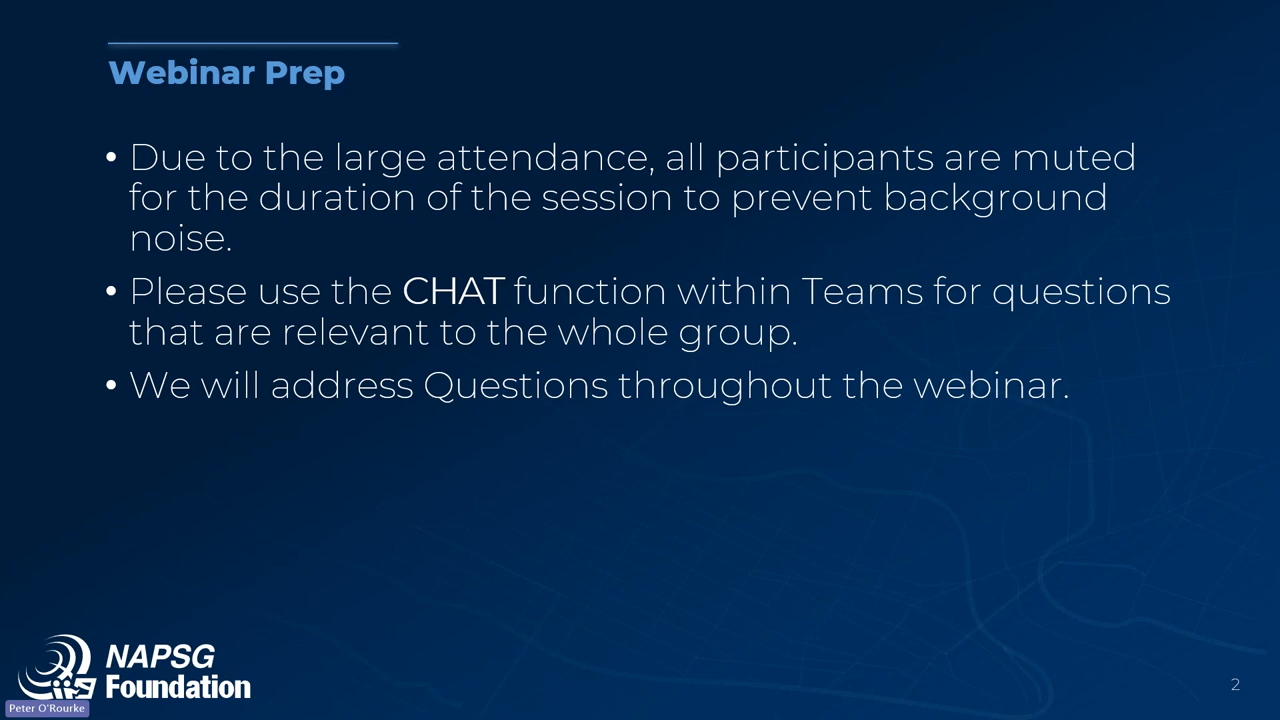 Webinar Prep
• Due to the large attendance, all participants are muted
for the duration of the session to prevent background
noise.
• Please use the CHAT function within Teams for questions
that are relevant to the whole group.
• We will address Questions throughout the webinar.
NAPSG
Foundation
Peter O'Rourke
2